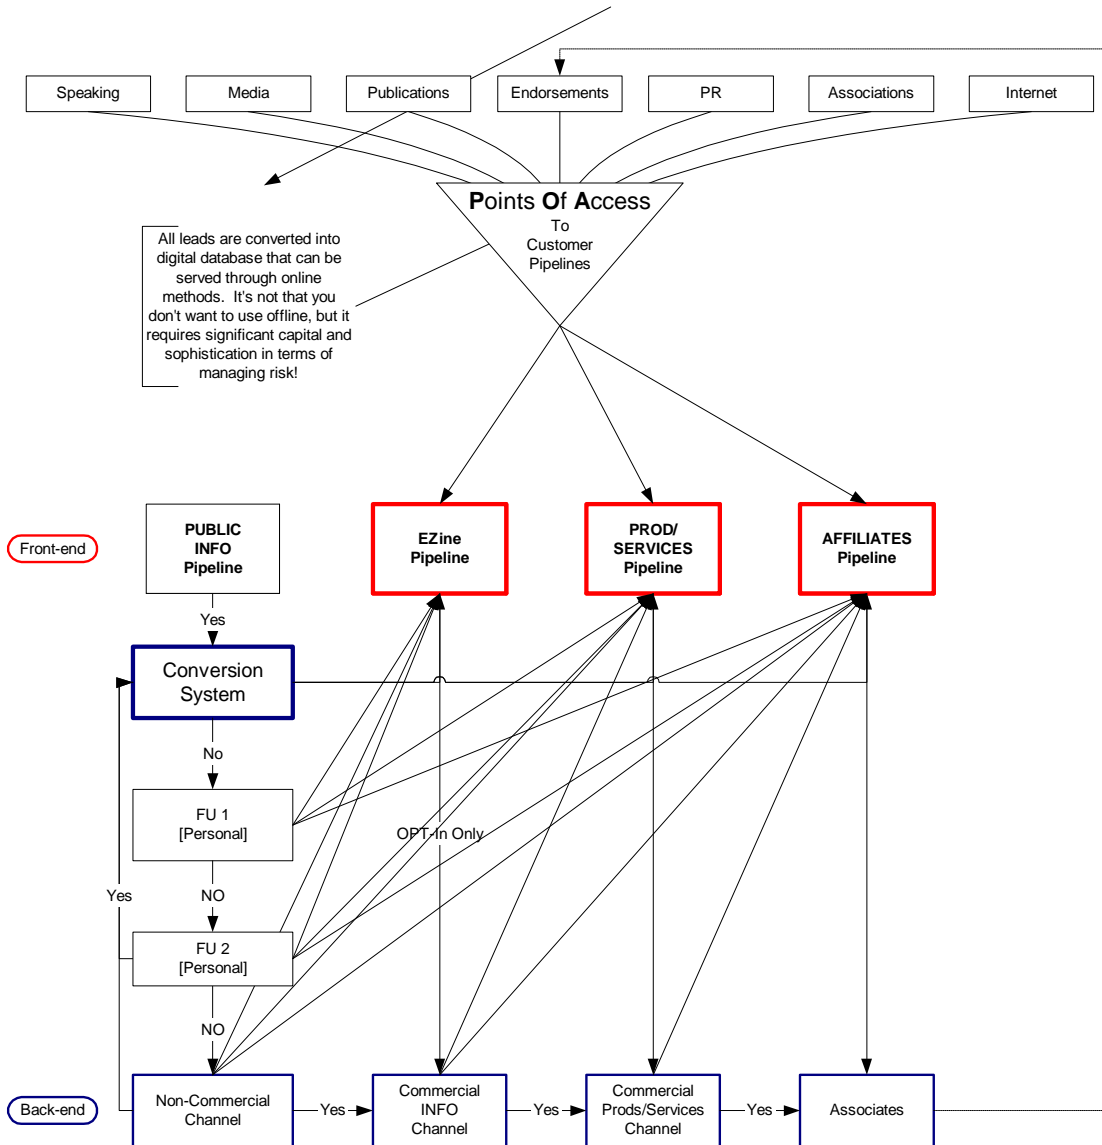 Speaking
Media
Publications
Endorsements
PR
Associations
Internet
Points Of Access
To
Customer
Pipelines
All leads are converted into
digital database that can be
served through online
methods.  It's not that you
don't want to use offline, but it
requires significant capital and
sophistication in terms of
managing risk!
Front-end
PUBLIC
INFO
Pipeline
EZine
Pipeline
PROD/
SERVICES
Pipeline
AFFILIATES
Pipeline
Yes
Conversion
System
No
FU 1
[Personal]
OPT-In Only
Yes
NO
FU 2
[Personal]
NO
Back-end
Non-Commercial
Channel
Yes
Commercial
INFO
Channel
Yes
Commercial
Prods/Services
Channel
Yes
Associates